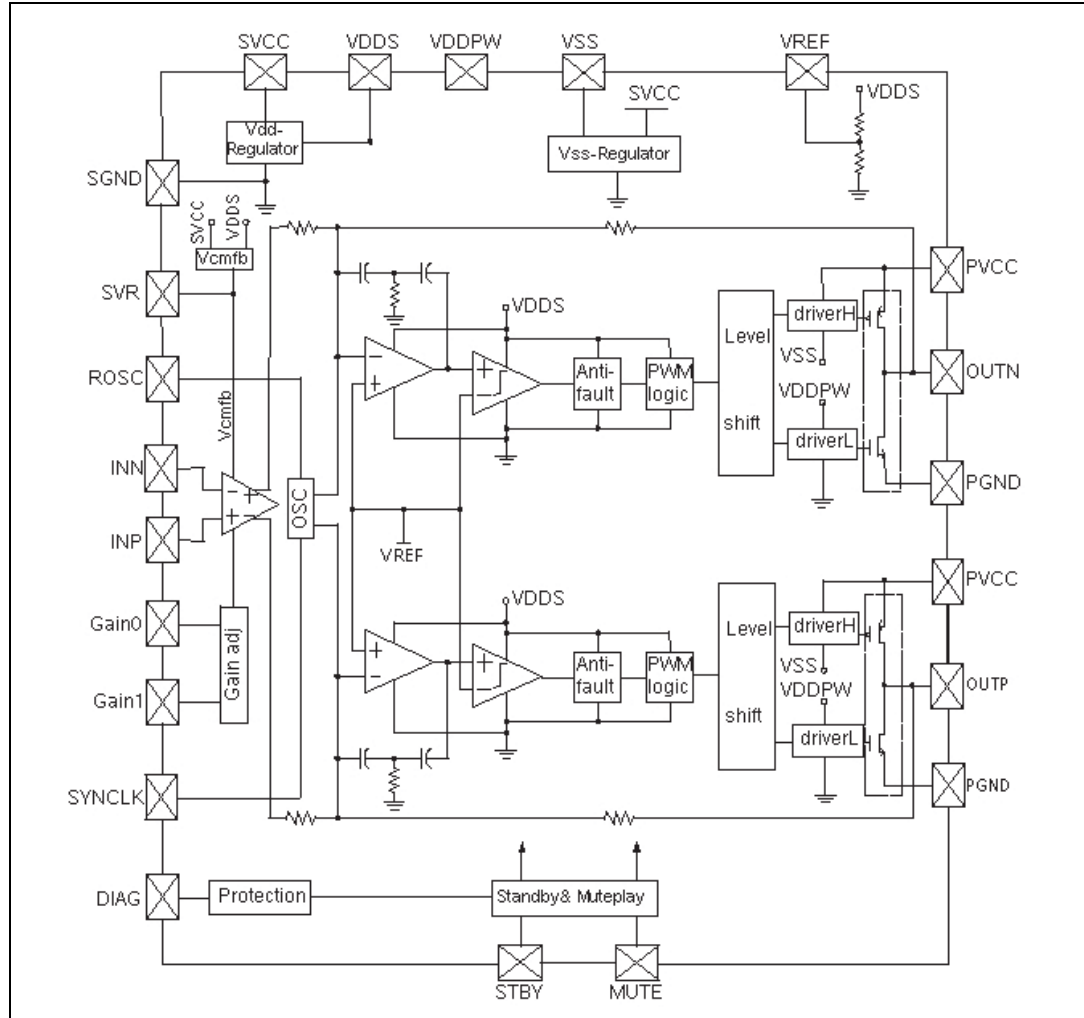 SVCC VDDS VDDPW VSS VREF
SVCC
VDDS
Vdd-
Regulator
Vss-Regulator
SGND
SVCC
VDDS
Vcmfb
SVR
PVCC
VDDS
driverH
Level
shift
VSS
Anti-
fault
PWM
logic
ROSC
VDDPW
OUTN
Vcmfb
driverL
INN
OSC
PGND
INP
VREF
PVCC
VDDS
driverH
Level
shift
Gain0
Gain adj
Anti-
fault
PWM
logic
VSS
VDDPW
OUTP
Gain1
driverL
SYNCLK
PGND
DIAG
Protection
Standby& Muteplay
STBY MUTE